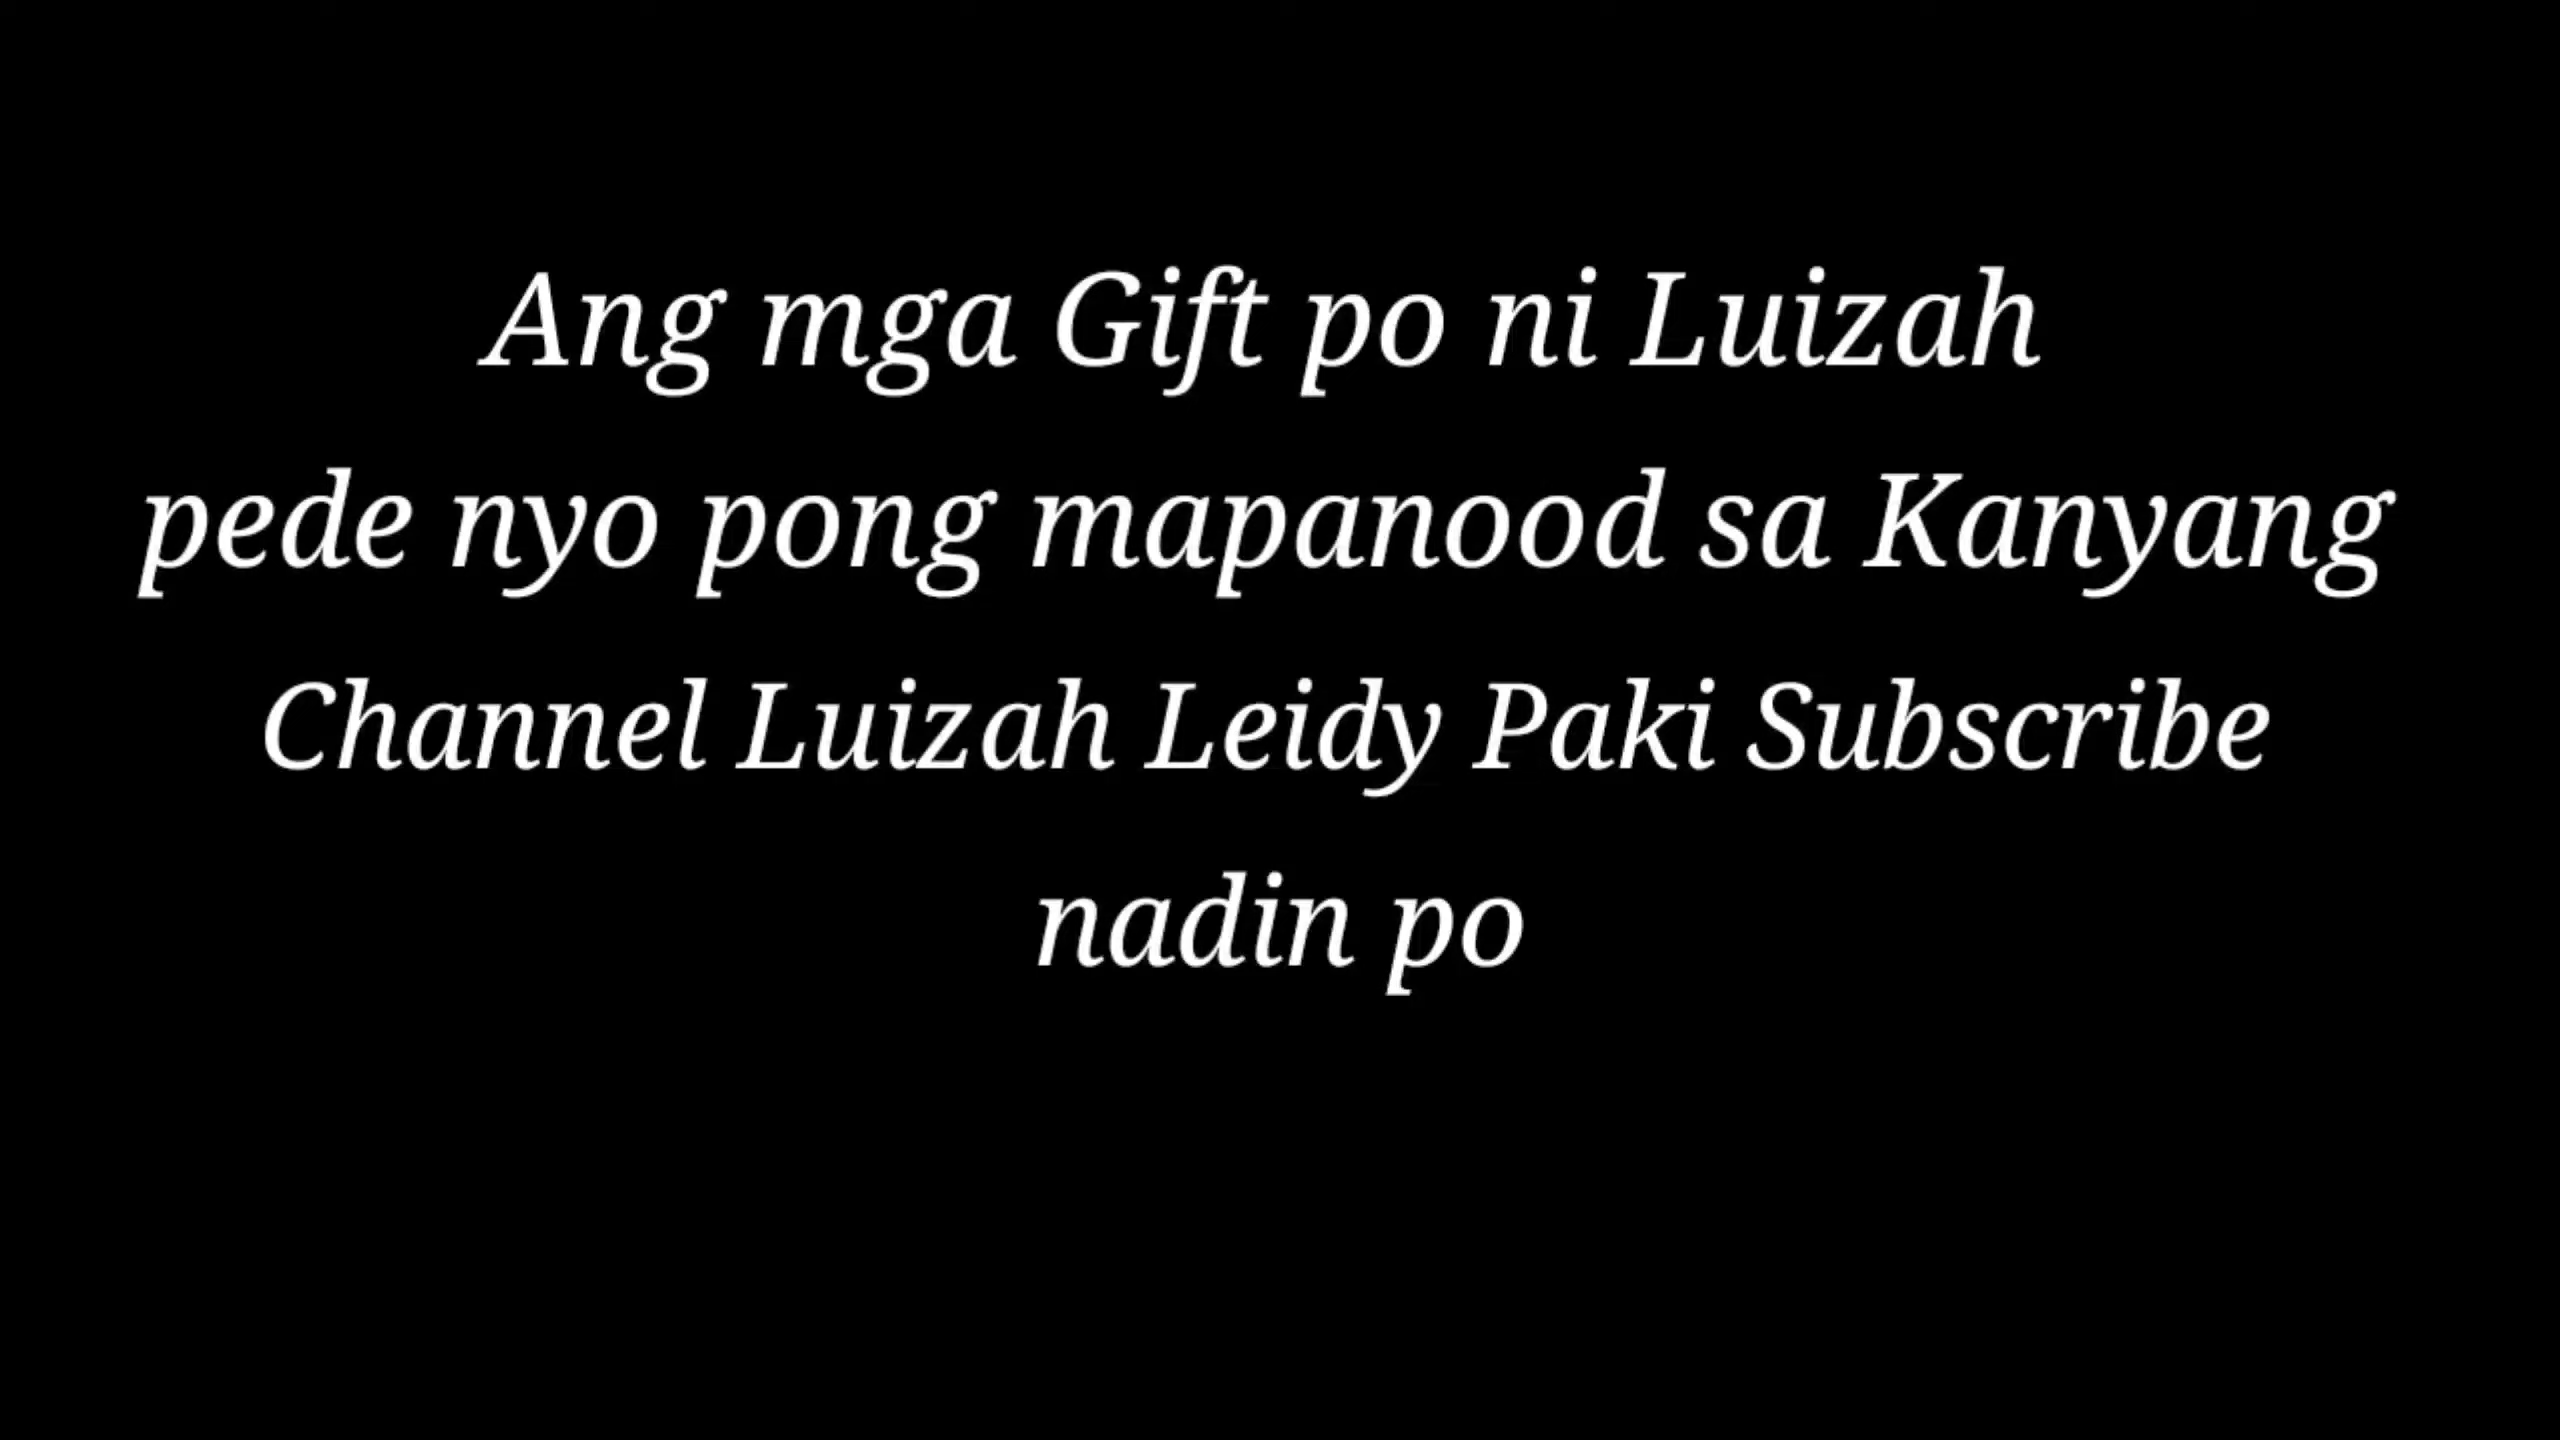 Ang mga Gift po ni Luizah
pede nyo pong mapanood sa Kanyang
Channel Luizah Leidy Paki Subscribe
nadin po